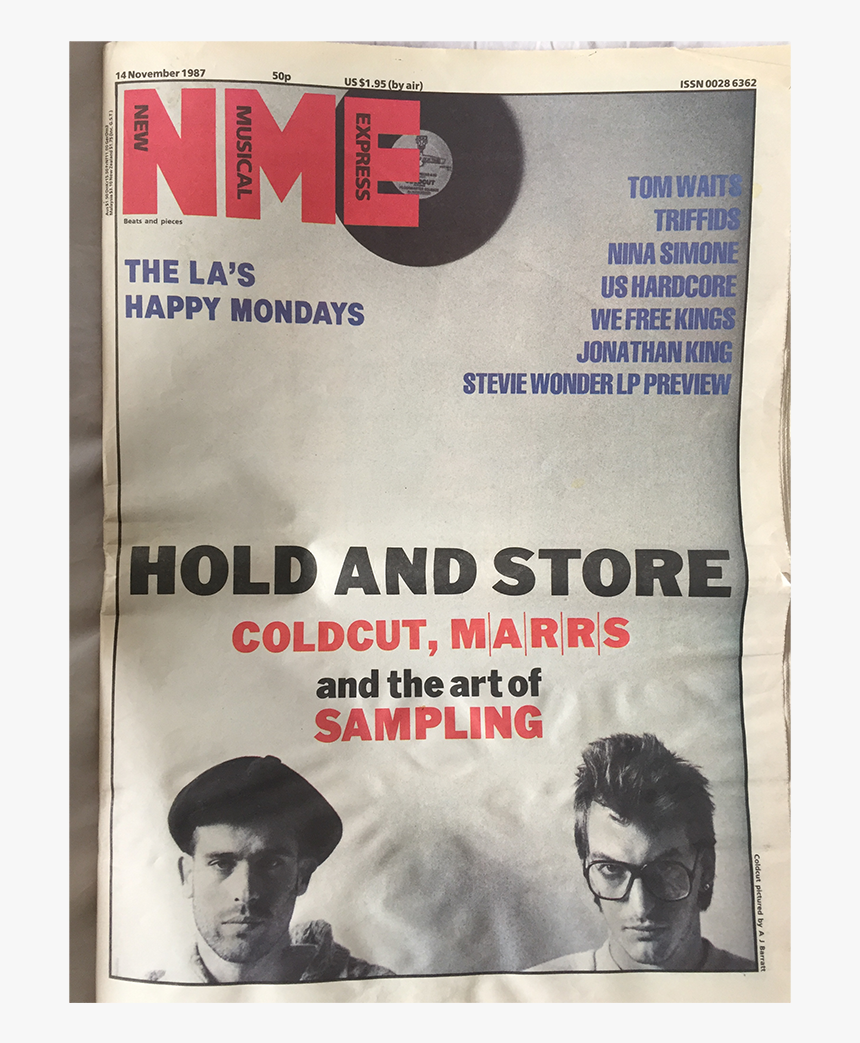 14 November 1987 50p US $1.95 (by air) ISSN 0028 6362
NME
NEW MUSICAL EXPRESS
Beats and pieces
THE LA'S
HAPPY MONDAYS
TOM WAITS
TRIFFIDS
NINA SIMONE
US HARDCORE
WE FREE KINGS
JONATHAN KING
STEVIE WONDER LP PREVIEW
HOLD AND STORE
COLDCUT, M|A|R|R|S
and the art of
SAMPLING
Coldcut pictured by A J Barratt